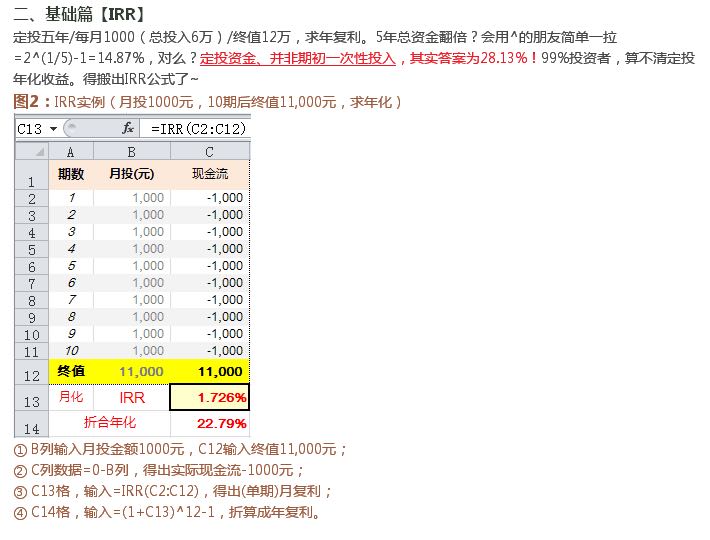 二、基础篇【IRR】
定投五年/每月1000（总投入6万）/终值12万，求年复利。5年总资金翻倍？会用^的朋友简单一拉
=2^(1/5)-1=14.87%，对么？定投资金、并非期初一次性投入，其实答案为28.13%！99%投资者，算不清定投
年化收益。得搬出IRR公式了~
图2：IRR实例（月投1000元，10期后终值11,000元，求年化）
C13 fx =IRR(C2:C12)
A B C
1 期数 月投(元) 现金流
2 1 1,000 -1,000
3 2 1,000 -1,000
4 3 1,000 -1,000
5 4 1,000 -1,000
6 5 1,000 -1,000
7 6 1,000 -1,000
8 7 1,000 -1,000
9 8 1,000 -1,000
10 9 1,000 -1,000
11 10 1,000 -1,000
12 终值 11,000 11,000
13 月化 IRR 1.726%
14 折合年化 22.79%
① B列输入月投金额1000元，C12输入终值11,000元；
② C列数据=0-B列，得出实际现金流-1000元；
③ C13格，输入=IRR(C2:C12)，得出(单期)月复利；
④ C14格，输入=(1+C13)^12-1，折算成年复利。